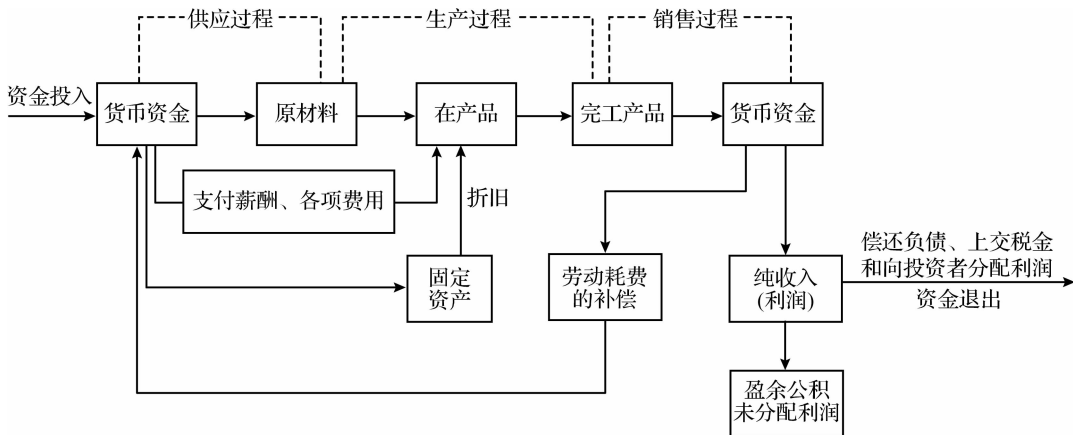 供应过程
生产过程
销售过程
资金投入
货币资金
原材料
在产品
完工产品
货币资金
支付薪酬、各项费用
折旧
固定
资产
劳动耗费
的补偿
纯收入
(利润)
偿还负债、上交税金
和向投资者分配利润
资金退出
盈余公积
未分配利润